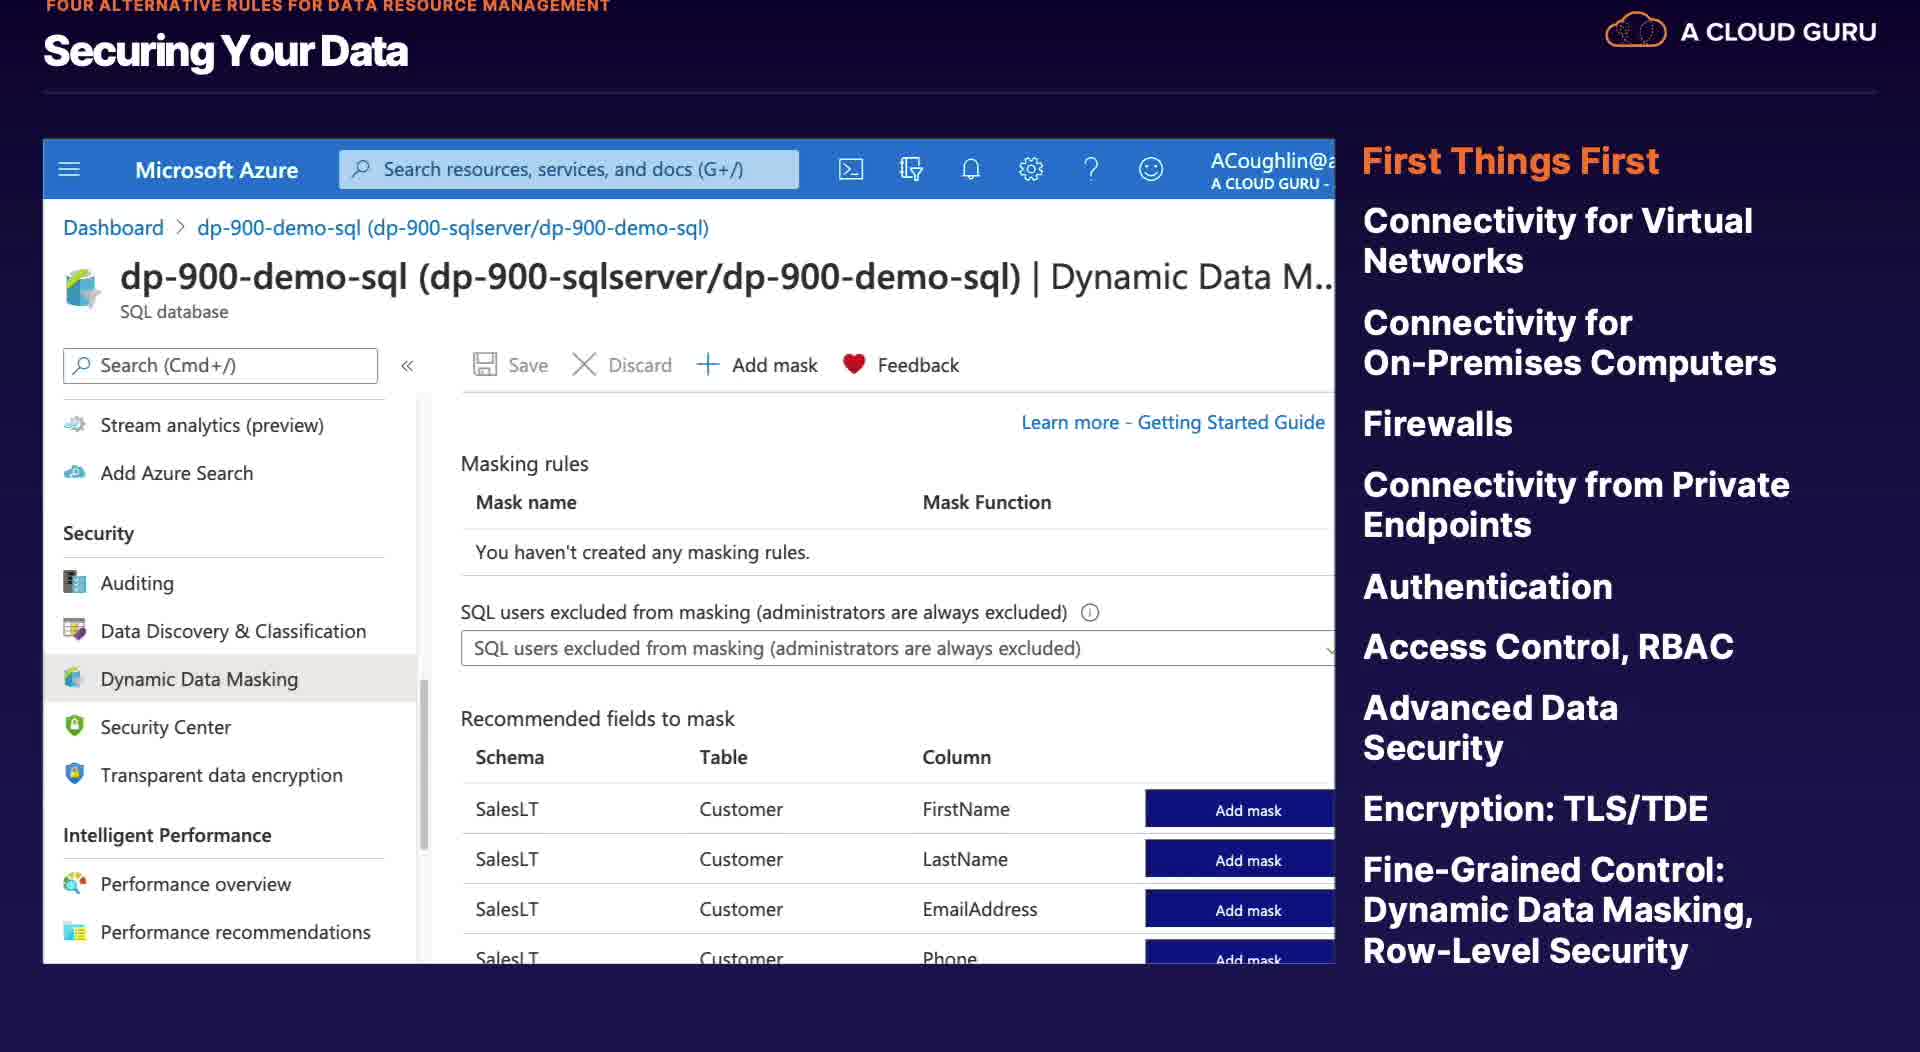 FOUR ALTERNATIVE RULES FOR DATA RESOURCE MANAGEMENT
Securing Your Data
A CLOUD GURU
Microsoft Azure
Search resources, services, and docs (G+/)
ACoughlin@a
A CLOUD GURU -
Dashboard > dp-900-demo-sql (dp-900-sqlserver/dp-900-demo-sql)
dp-900-demo-sql (dp-900-sqlserver/dp-900-demo-sql) | Dynamic Data M...
SQL database
Search (Cmd+/)
«
Stream analytics (preview)
Add Azure Search
Security
Auditing
Data Discovery & Classification
Dynamic Data Masking
Security Center
Transparent data encryption
Intelligent Performance
Performance overview
Performance recommendations
Save Discard Add mask Feedback
Learn more - Getting Started Guide
Masking rules
Mask name Mask Function
You haven't created any masking rules.
SQL users excluded from masking (administrators are always excluded)
SQL users excluded from masking (administrators are always excluded)
Recommended fields to mask
Schema Table Column
SalesLT Customer FirstName Add mask
SalesLT Customer LastName Add mask
SalesLT Customer EmailAddress Add mask
SalesLT Customer Phone Add mask
First Things First
Connectivity for Virtual
Networks
Connectivity for
On-Premises Computers
Firewalls
Connectivity from Private
Endpoints
Authentication
Access Control, RBAC
Advanced Data
Security
Encryption: TLS/TDE
Fine-Grained Control:
Dynamic Data Masking,
Row-Level Security